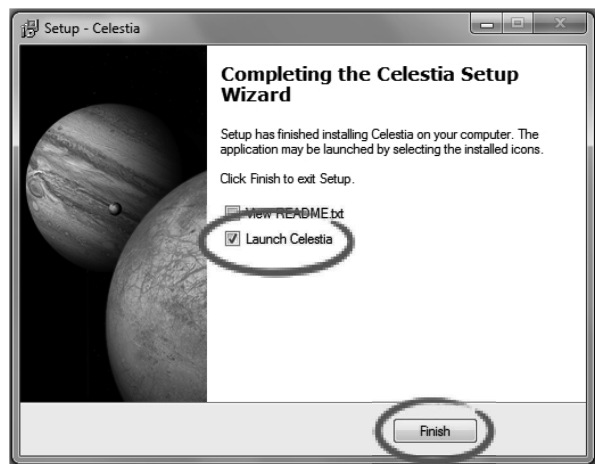 Setup - Celestia
Completing the Celestia Setup
Wizard
Setup has finished installing Celestia on your computer. The
application may be launched by selecting the installed icons.
Click Finish to exit Setup.
View README.txt
Launch Celestia
Finish